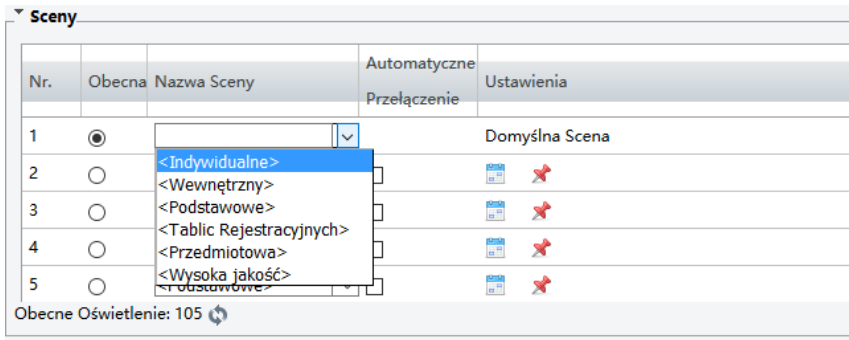 Sceny
Nr. Obecna Nazwa Sceny Automatyczne Przełączenie Ustawienia
1 Domyślna Scena
<Indywidualne>
2
<Wewnętrzny>
3
<Podstawowe>
<Tablic Rejestracyjnych>
4
<Przedmiotowa>
<Wysoka jakość>
5 <Podstawowe>
Obecne Oświetlenie: 105